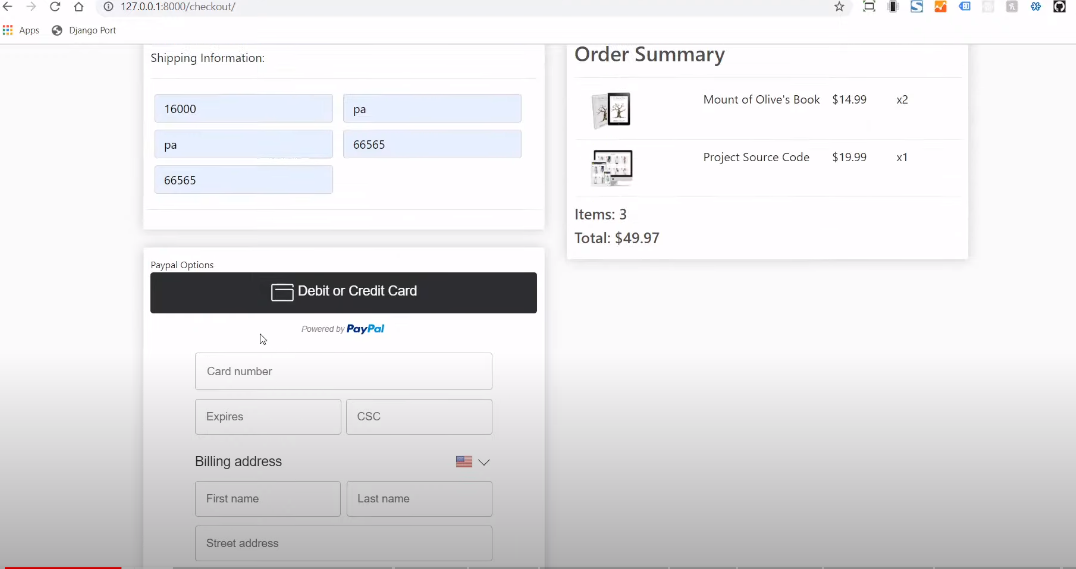 127.0.0.1:8000/checkout/
Apps Django Port
Shipping Information:
16000 pa
pa 66565
66565
Paypal Options
Debit or Credit Card
Powered by PayPal
Card number
Expires CSC
Billing address
First name Last name
Street address
Order Summary
Mount of Olive's Book $14.99 x2
Project Source Code $19.99 x1
Items: 3
Total: $49.97